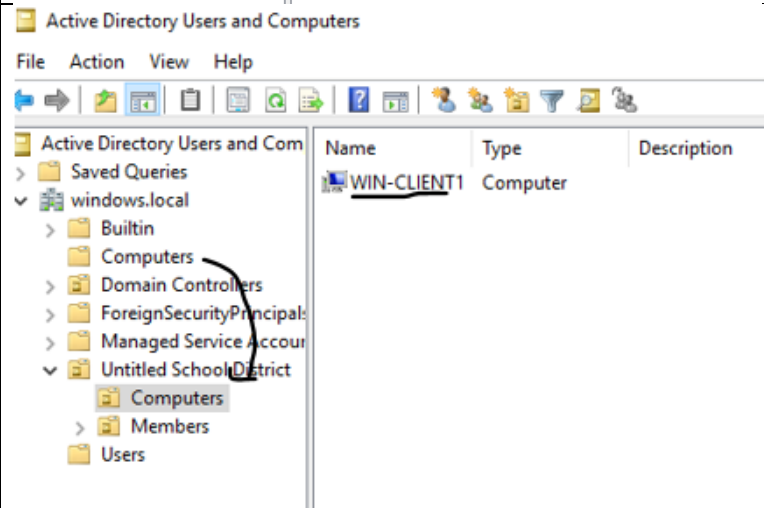 Active Directory Users and Computers
File Action View Help
Active Directory Users and Com
Saved Queries
windows.local
Builtin
Computers
Domain Controllers
ForeignSecurityPrincipals
Managed Service Accour
Untitled School District
Computers
Members
Users
Name Type Description
WIN-CLIENT1 Computer